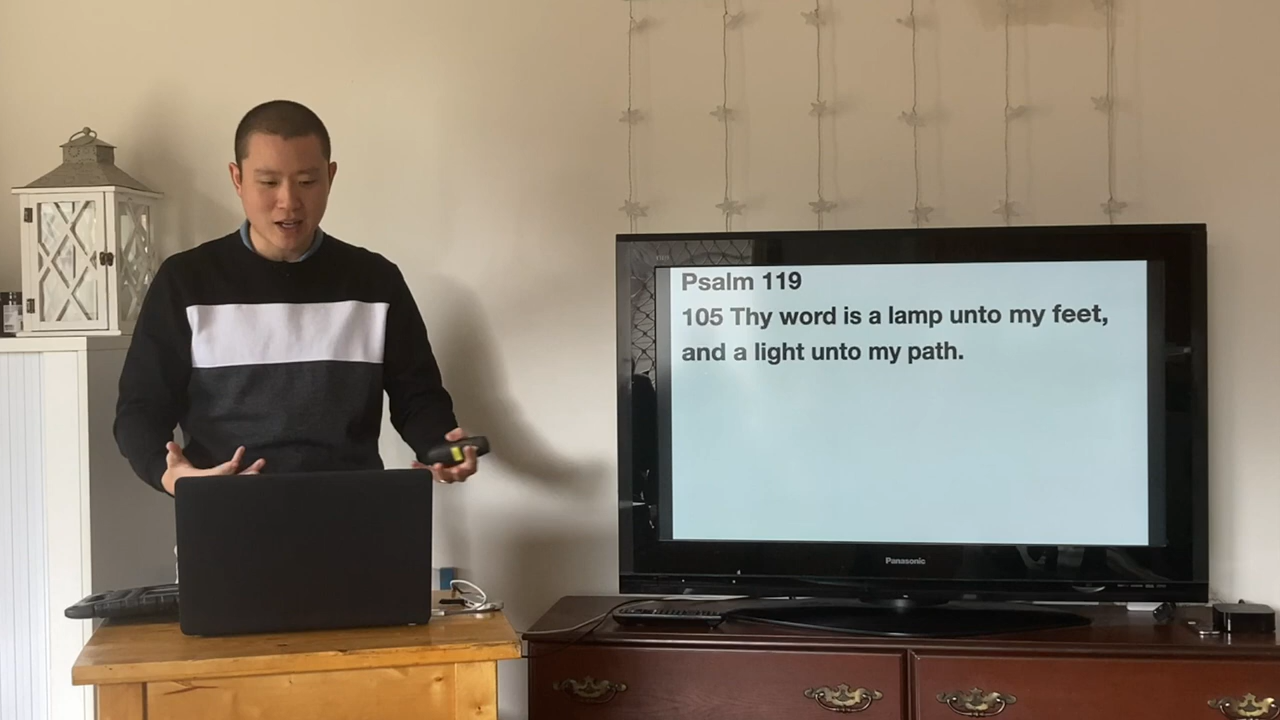 Psalm 119
105 Thy word is a lamp unto my feet,
and a light unto my path.
Panasonic